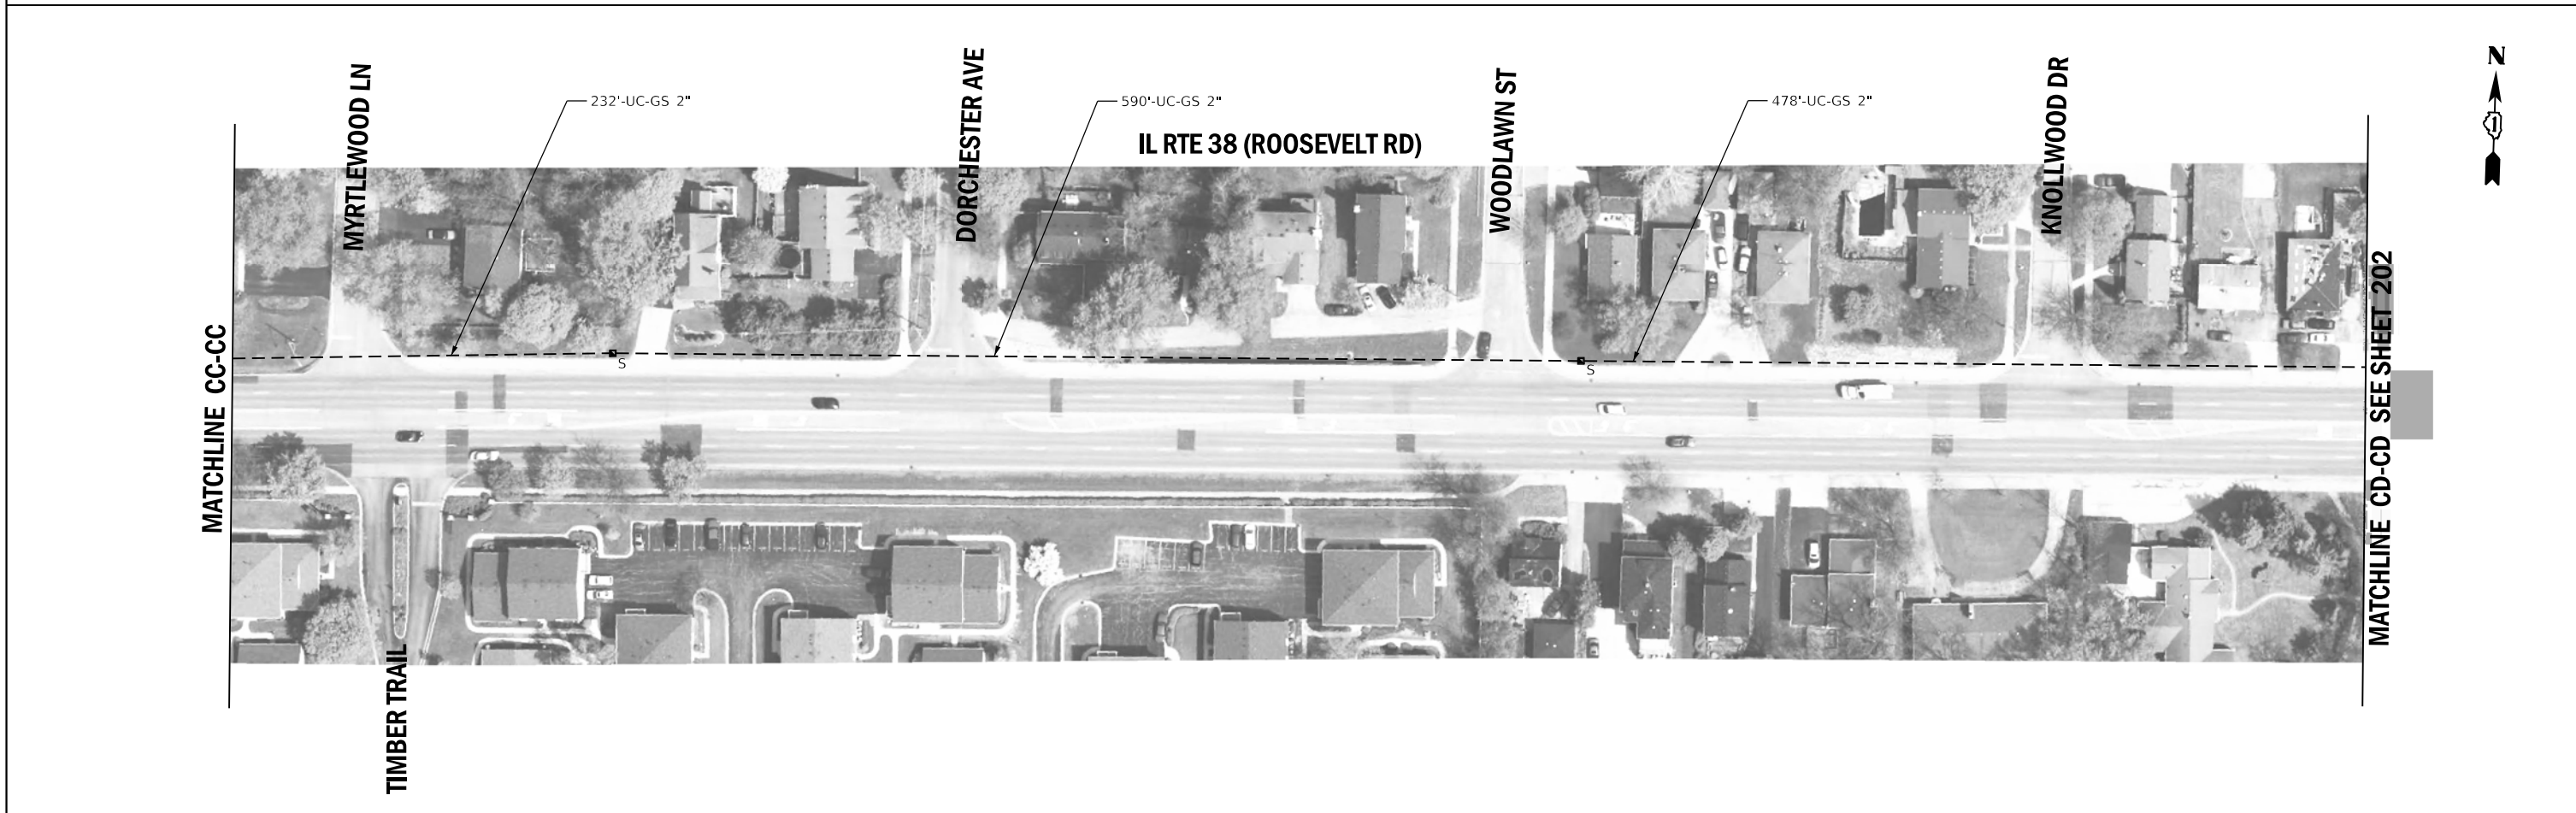 N
1
232'-UC-GS 2"
590'-UC-GS 2"
478'-UC-GS 2"
MYRTLEWOOD LN
DORCHESTER AVE
IL RTE 38 (ROOSEVELT RD)
WOODLAWN ST
KNOLLWOOD DR
S
S
MATCHLINE CC-CC
MATCHLINE CD-CD SEE SHEET 202
TIMBER TRAIL